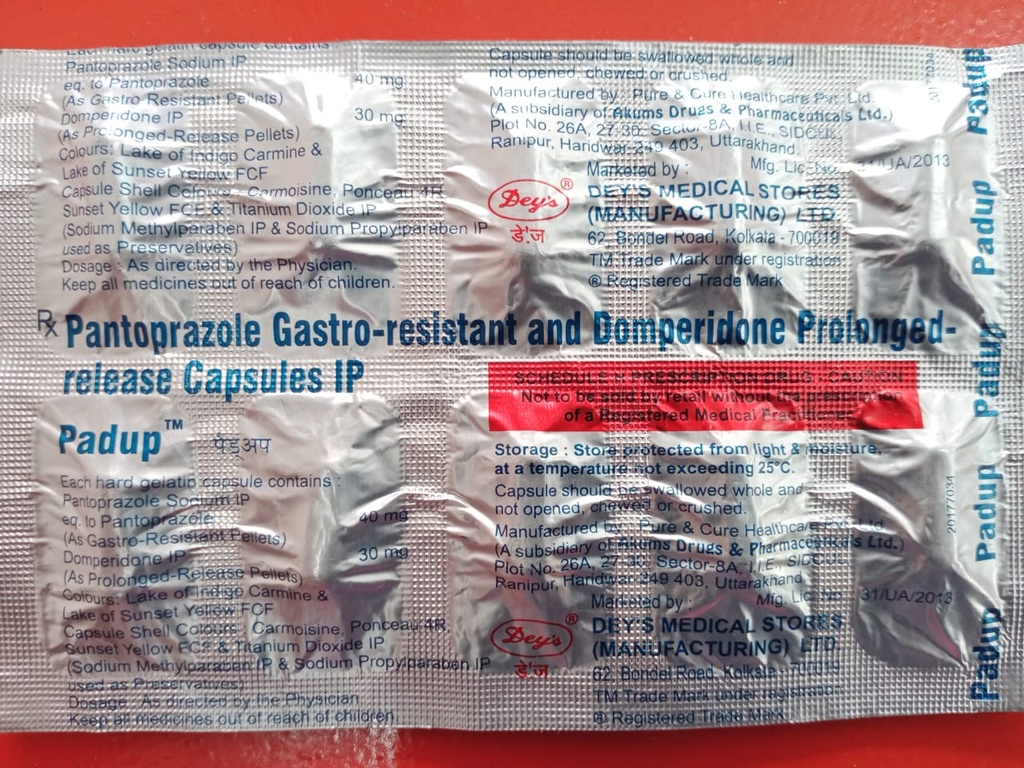 Each hard gelatin capsule contains
Pantoprazole Sodium IP
eq. to Pantoprazole 40 mg
(As Gastro Resistant Pellets)
Domperidone IP 30 mg
(As Prolonged-Release Pellets)
Colours: Lake of Indigo Carmine &
Lake of Sunset Yellow FCF
Capsule Shell Colours : Carmoisine, Ponceau 4R
Sunset Yellow FCF & Titanium Dioxide IP
(Sodium Methylparaben IP & Sodium Propylparaben IP
used as Preservatives)
Dosage : As directed by the Physician.
Keep all medicines out of reach of children.
Capsule should be swallowed whole and
not opened, chewed or crushed.
Manufactured by : Pure & Cure Healthcare Pvt. Ltd.
(A subsidiary of Akums Drugs & Pharmaceuticals Ltd.)
Plot No. 26A, 27-30, Sector-8A, I.I.E., SIDCUL,
Ranipur, Haridwar-249 403, Uttarakhand.
Marketed by : Mfg. Lic. No. 31/UA/2013
Dey's®
डे'ज
DEY'S MEDICAL STORES
(MANUFACTURING) LTD.
62, Bondel Road, Kolkata - 700019
TM Trade Mark under registration
® Registered Trade Mark
20177034
Rx Pantoprazole Gastro-resistant and Domperidone Prolonged-
release Capsules IP
Padup™ पेड्अप
Each hard gelatin capsule contains :
Pantoprazole Sodium IP
eq. to Pantoprazole 40 mg
(As Gastro-Resistant Pellets)
Domperidone IP 30 mg
(As Prolonged-Release Pellets)
Colours: Lake of Indigo Carmine &
Lake of Sunset Yellow FCF
Capsule Shell Colours : Carmoisine, Ponceau 4R
Sunset Yellow FCF & Titanium Dioxide IP
(Sodium Methylparaben IP & Sodium Propylparaben IP
used as Preservatives)
Dosage : As directed by the Physician.
Keep all medicines out of reach of children.
SCHEDULE H PRESCRIPTION DRUG - CAUTION
Not to be sold by retail without the prescription
of a Registered Medical Practitioner
Storage : Store protected from light & moisture,
at a temperature not exceeding 25°C.
Capsule should be swallowed whole and
not opened, chewed or crushed.
Manufactured by : Pure & Cure Healthcare Pvt. Ltd.
(A subsidiary of Akums Drugs & Pharmaceuticals Ltd.)
Plot No. 26A, 27-30, Sector-8A, I.I.E., SIDCUL,
Ranipur, Haridwar-249 403, Uttarakhand
Marketed by : Mfg. Lic. No. 31/UA/2013
Dey's®
डे'ज
DEY'S MEDICAL STORES
(MANUFACTURING) LTD.
62, Bondel Road, Kolkata - 700019
TM Trade Mark under registration
® Registered Trade Mark
20177034
Padup
Padup
Padup
Padup
Padup